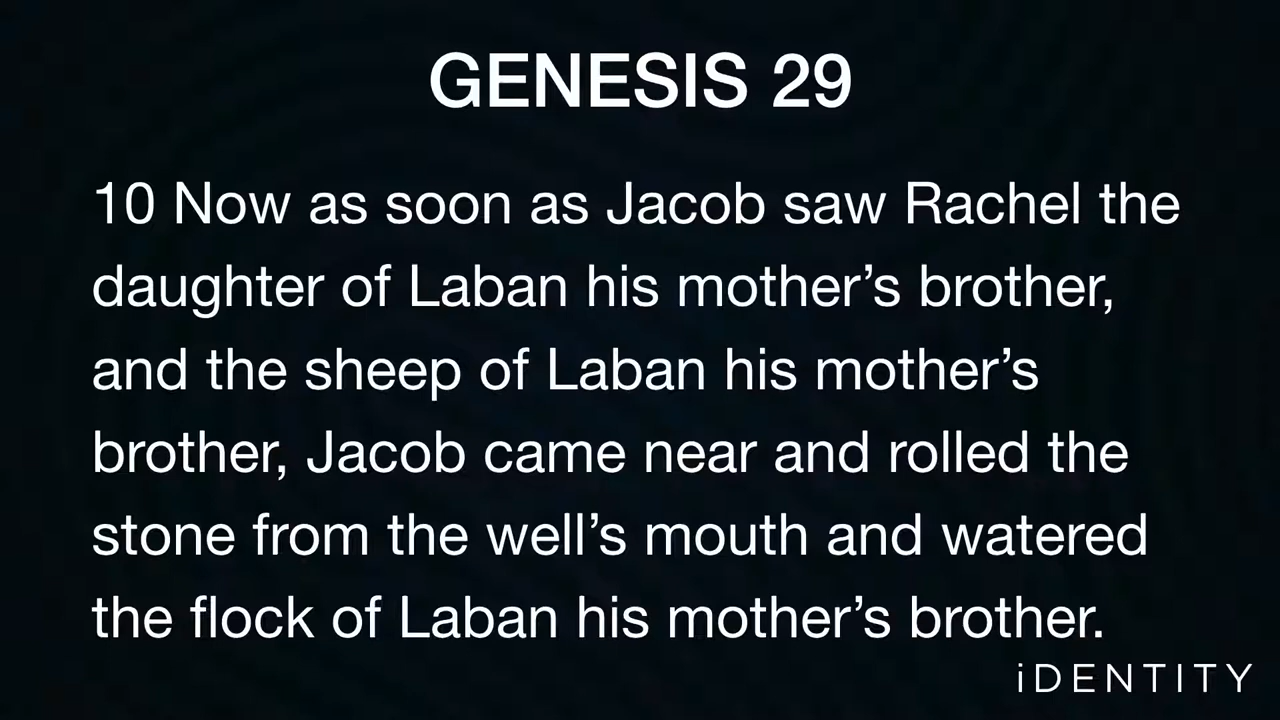 GENESIS 29
10 Now as soon as Jacob saw Rachel the
daughter of Laban his mother’s brother,
and the sheep of Laban his mother’s
brother, Jacob came near and rolled the
stone from the well’s mouth and watered
the flock of Laban his mother’s brother.
iDENTITY